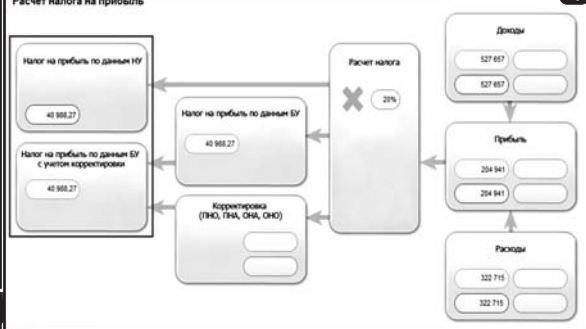 Расчет налога на прибыль
Налог на прибыль по данным НУ
40 988,27
Налог на прибыль по данным БУ
с учетом корректировки
40 988,27
Налог на прибыль по данным БУ
40 988,27
Корректировка
(ПНО, ПНА, ОНА, ОНО)
Расчет налога
20%
Доходы
527 657
527 657
Прибыль
204 941
204 941
Расходы
322 715
322 715